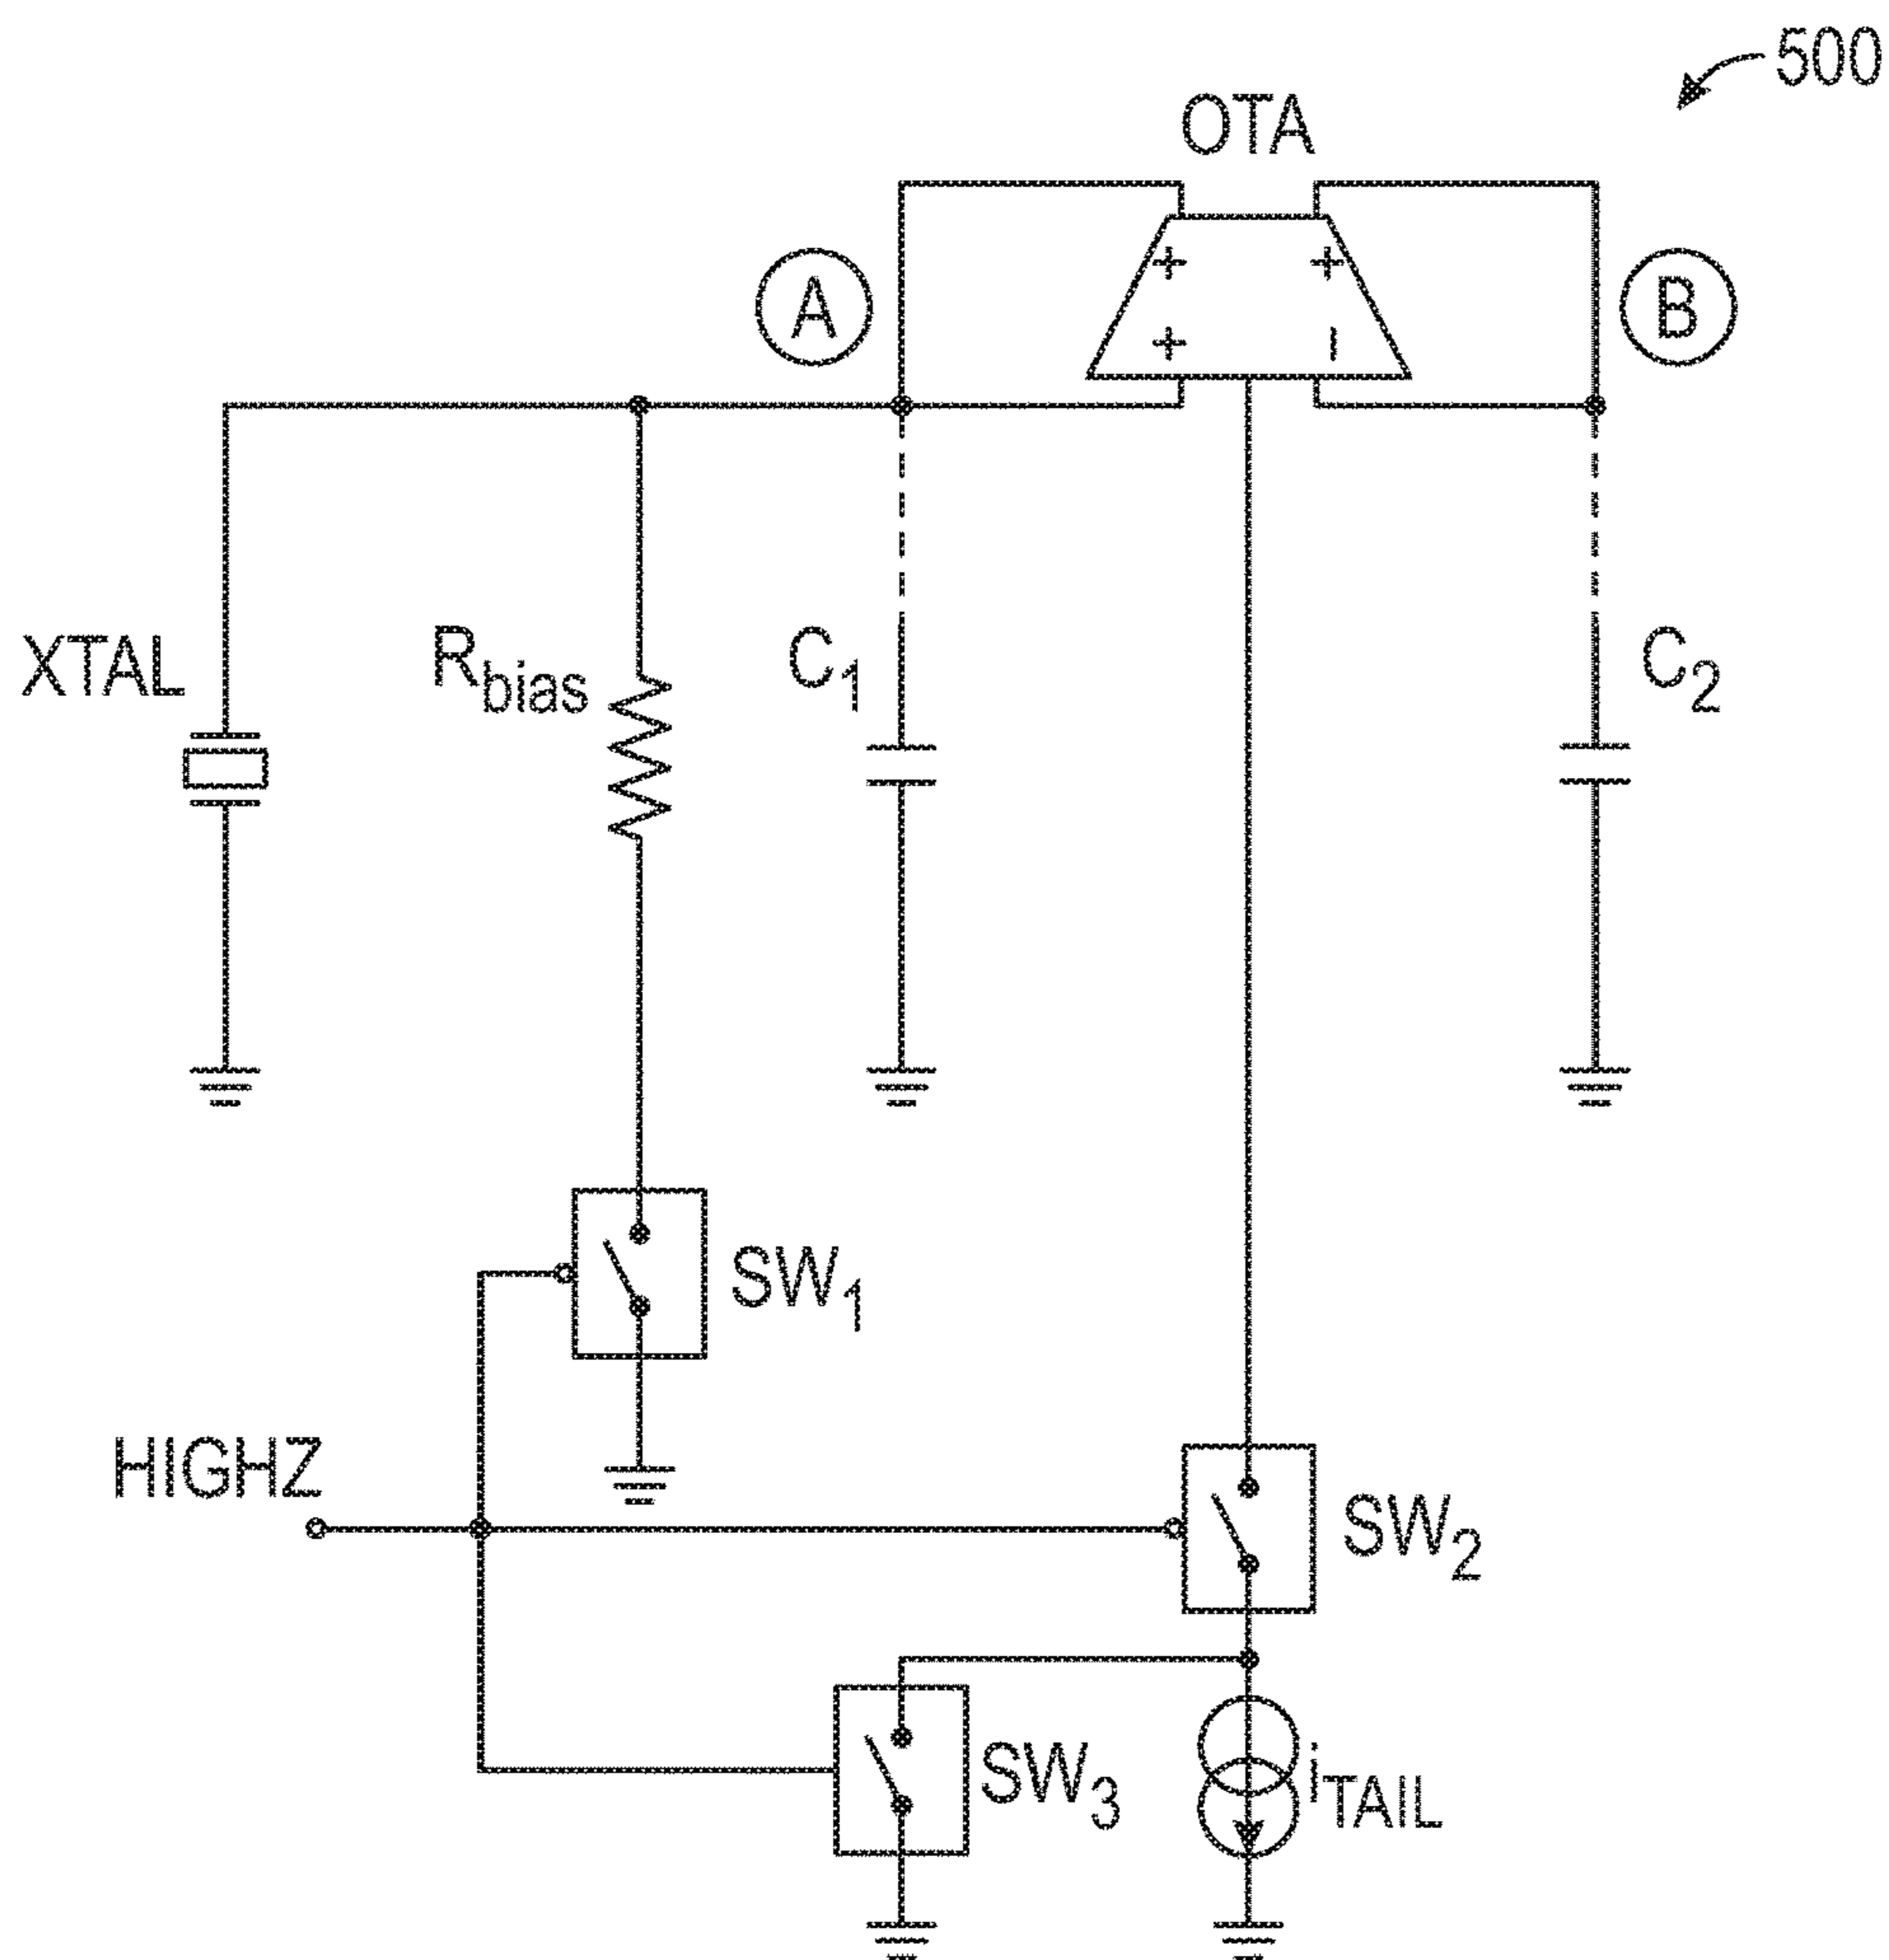 500
OTA
A
B
+ +
+ −
XTAL
Rbias
C1
C2
SW1
HIGHZ
SW2
SW3
iTAIL